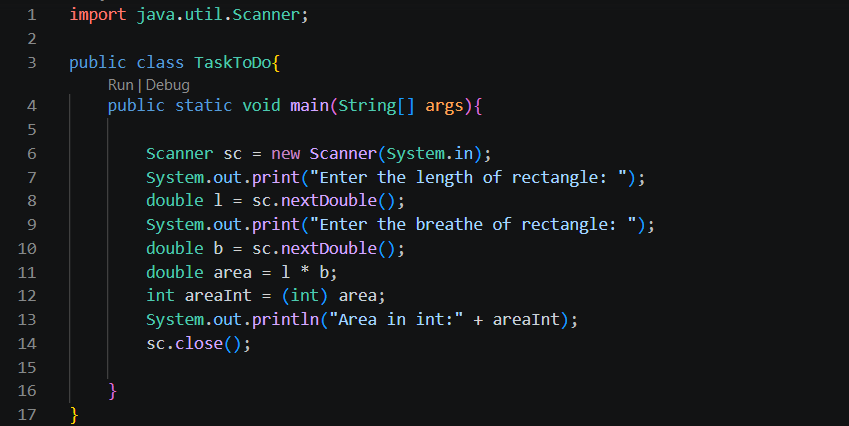 1 import java.util.Scanner;
2
3 public class TaskToDo{
Run | Debug
4 public static void main(String[] args){
5
6 Scanner sc = new Scanner(System.in);
7 System.out.print("Enter the length of rectangle: ");
8 double l = sc.nextDouble();
9 System.out.print("Enter the breathe of rectangle: ");
10 double b = sc.nextDouble();
11 double area = l * b;
12 int areaInt = (int) area;
13 System.out.println("Area in int:" + areaInt);
14 sc.close();
15
16 }
17 }